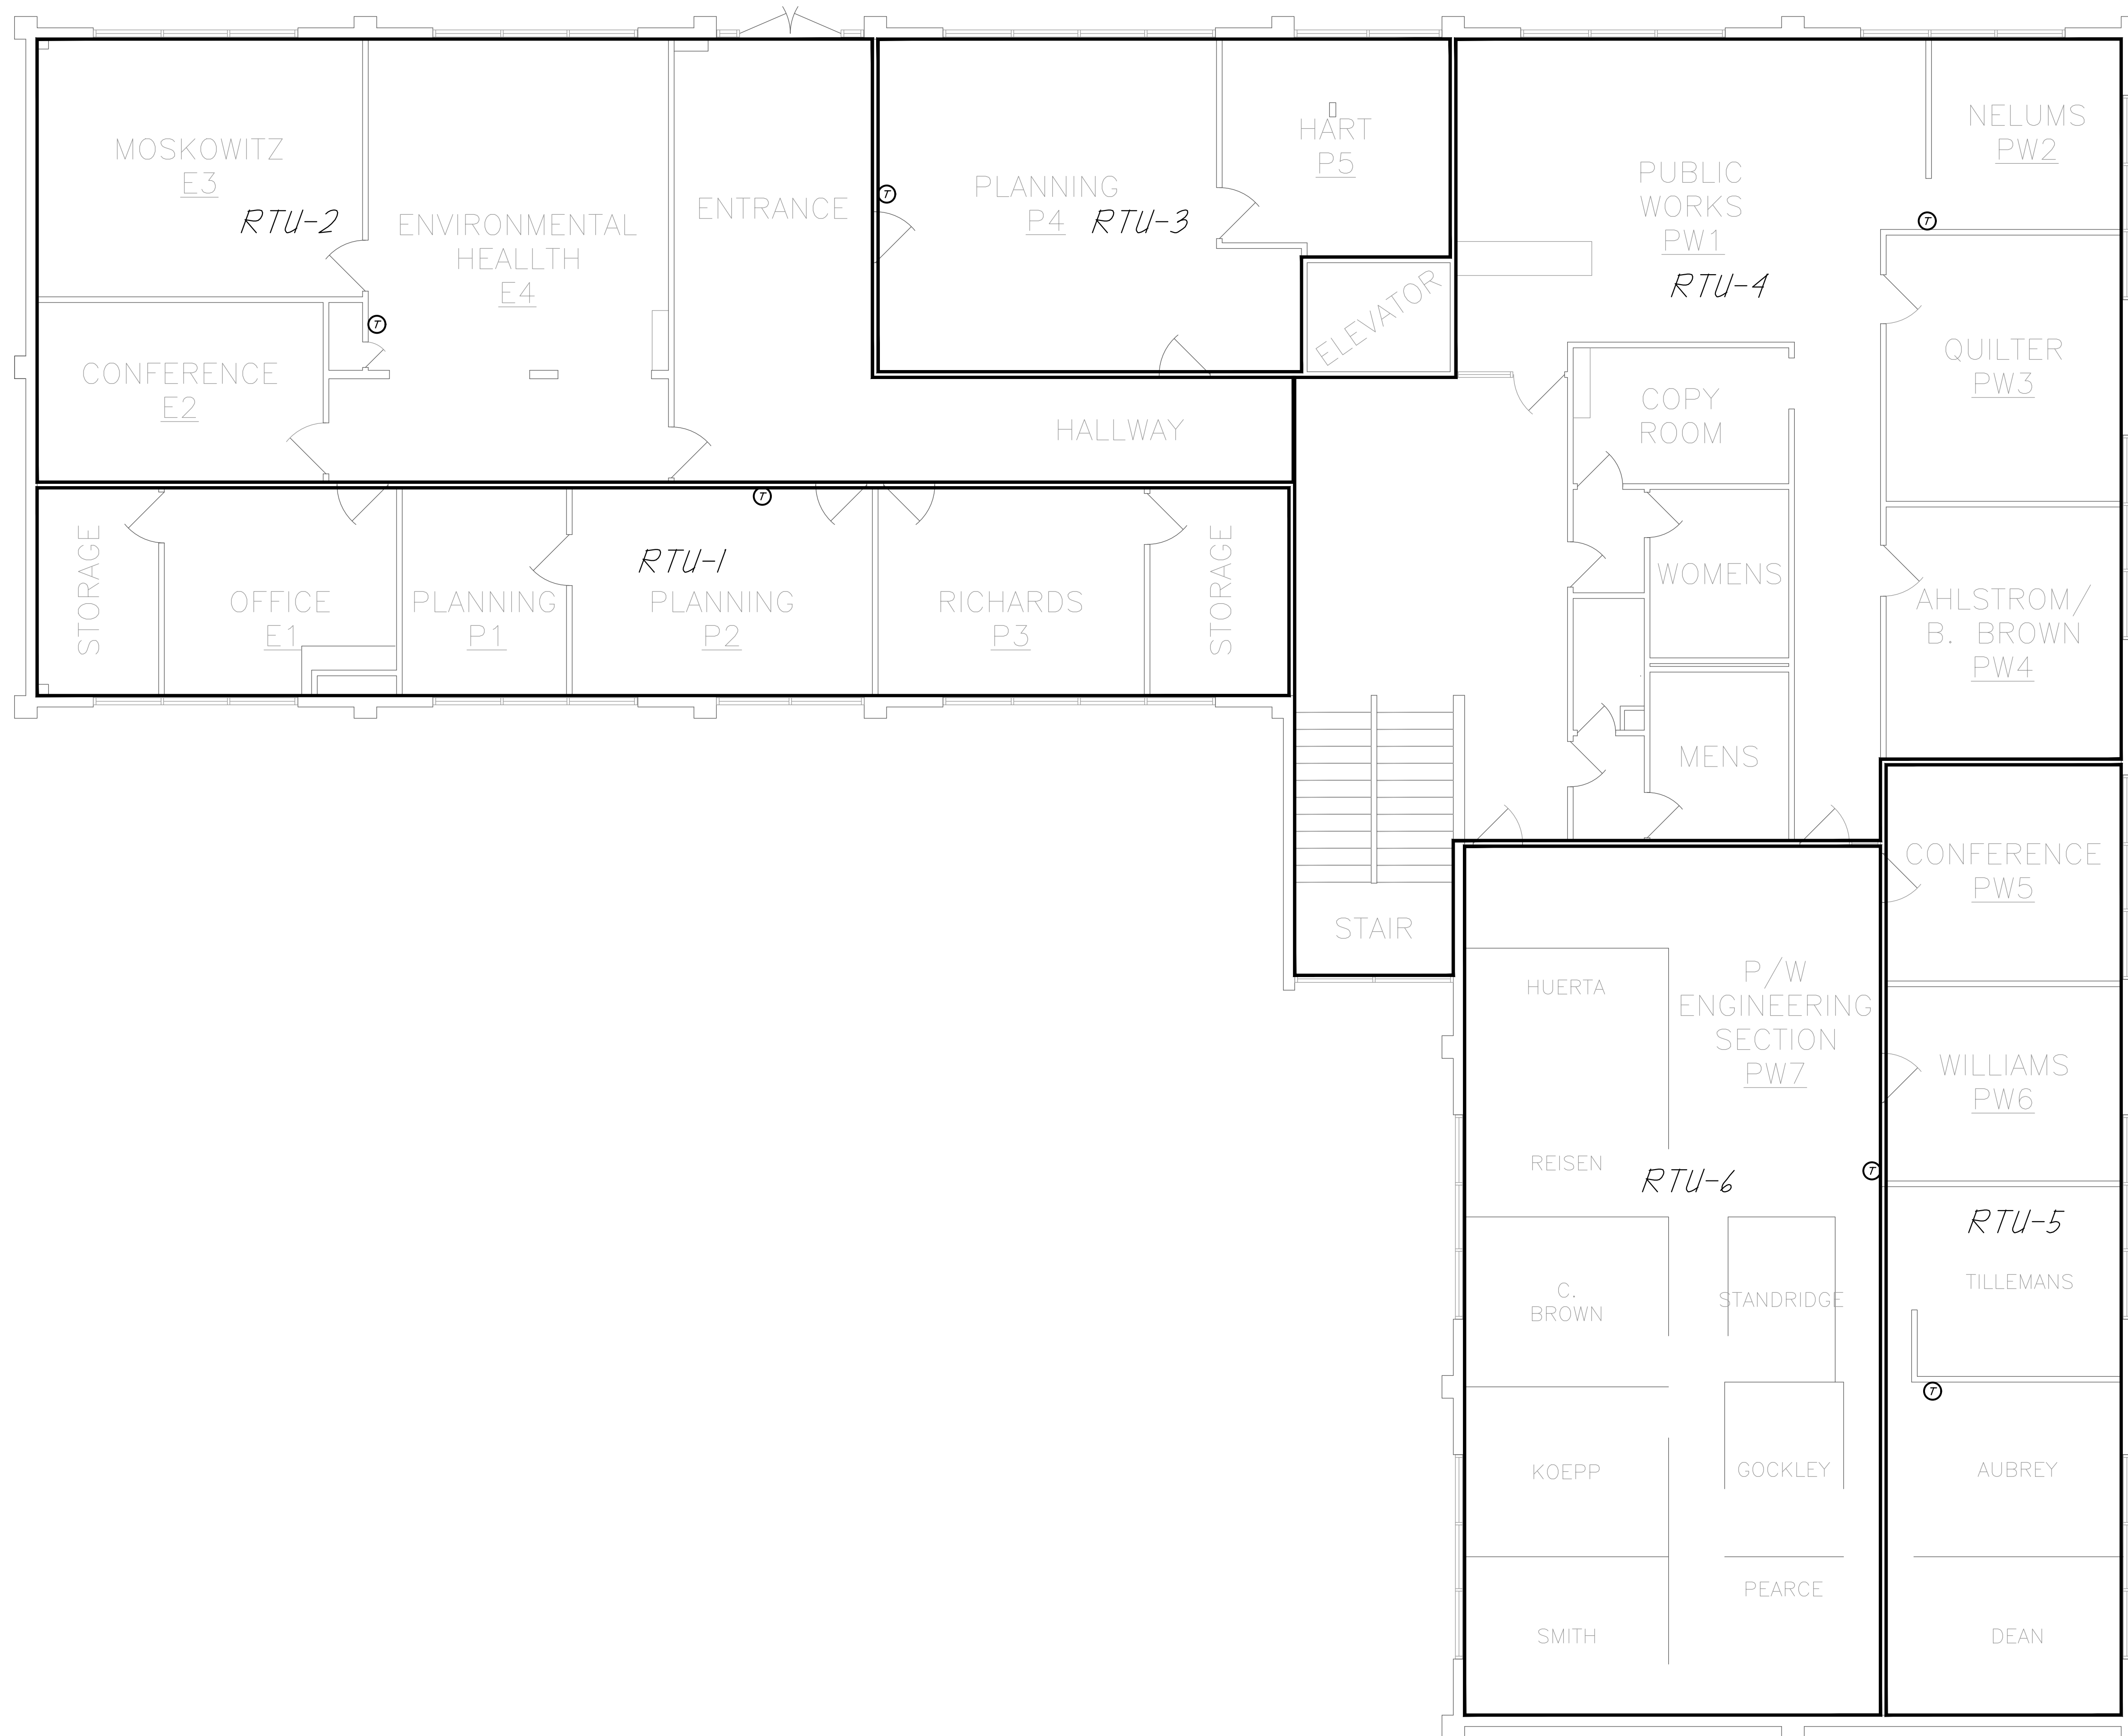 MOSKOWITZ
E3
RTU-2
CONFERENCE
E2
ENVIRONMENTAL
HEALLTH
E4
ENTRANCE
T
HALLWAY
PLANNING
P4
RTU-3
T
HART
P5
ELEVATOR
PUBLIC
WORKS
PW1
RTU-4
NELUMS
PW2
T
QUILTER
PW3
COPY
ROOM
WOMENS
MENS
AHLSTROM/
B. BROWN
PW4
STORAGE
OFFICE
E1
PLANNING
P1
T
RTU-1
PLANNING
P2
RICHARDS
P3
STORAGE
STAIR
CONFERENCE
PW5
WILLIAMS
PW6
P/W
ENGINEERING
SECTION
PW7
HUERTA
REISEN
RTU-6
T
RTU-5
TILLEMANS
C.
BROWN
STANDRIDGE
T
KOEPP
GOCKLEY
AUBREY
PEARCE
SMITH
DEAN